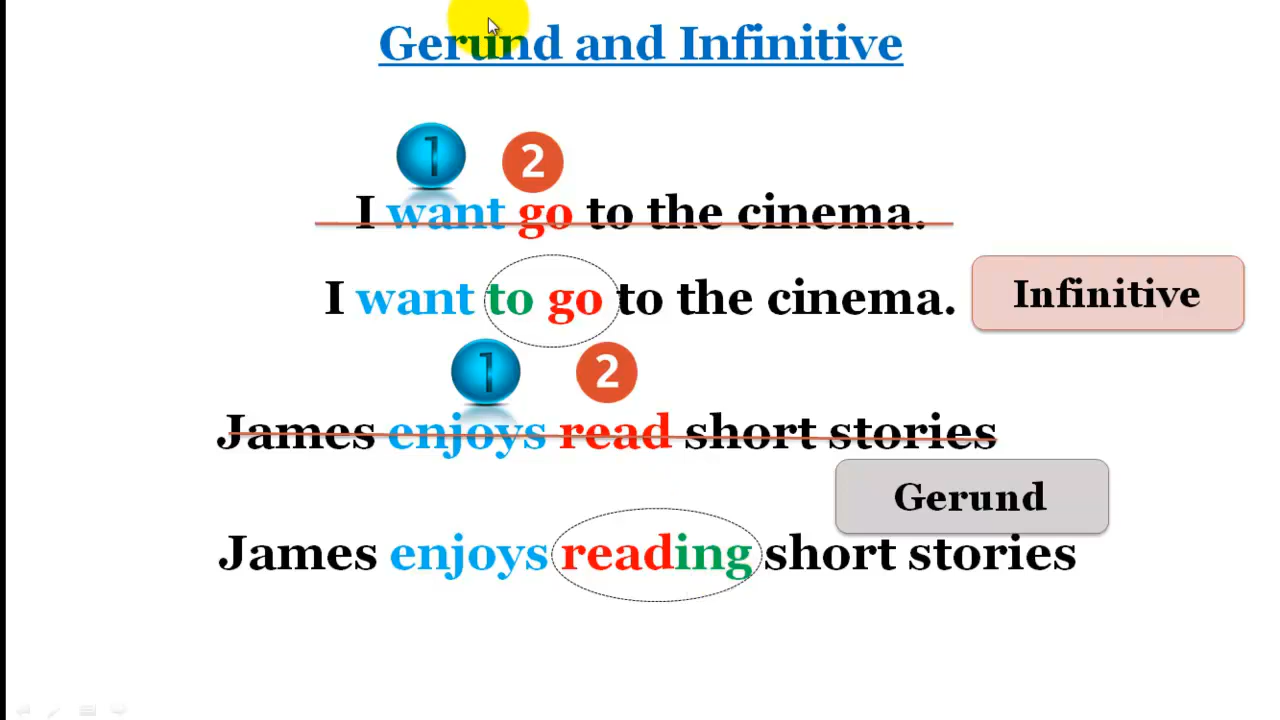 Gerund and Infinitive
1 2
I want go to the cinema.
I want to go to the cinema.
Infinitive
1 2
James enjoys read short stories
Gerund
James enjoys reading short stories